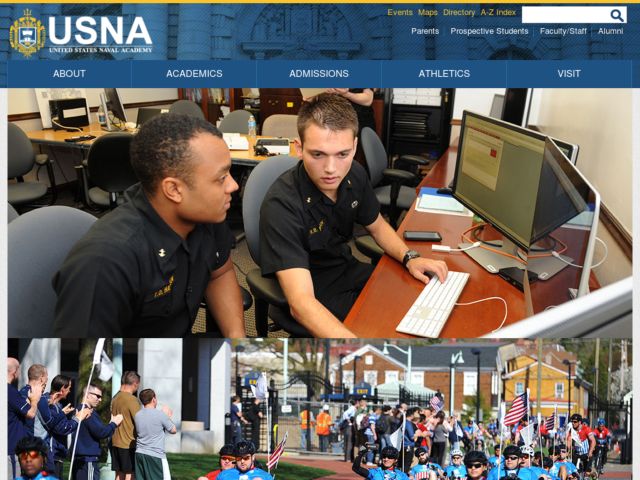 Events Maps Directory A-Z Index
USNA
UNITED STATES NAVAL ACADEMY
Parents Prospective Students Faculty/Staff Alumni
ABOUT ACADEMICS ADMISSIONS ATHLETICS VISIT